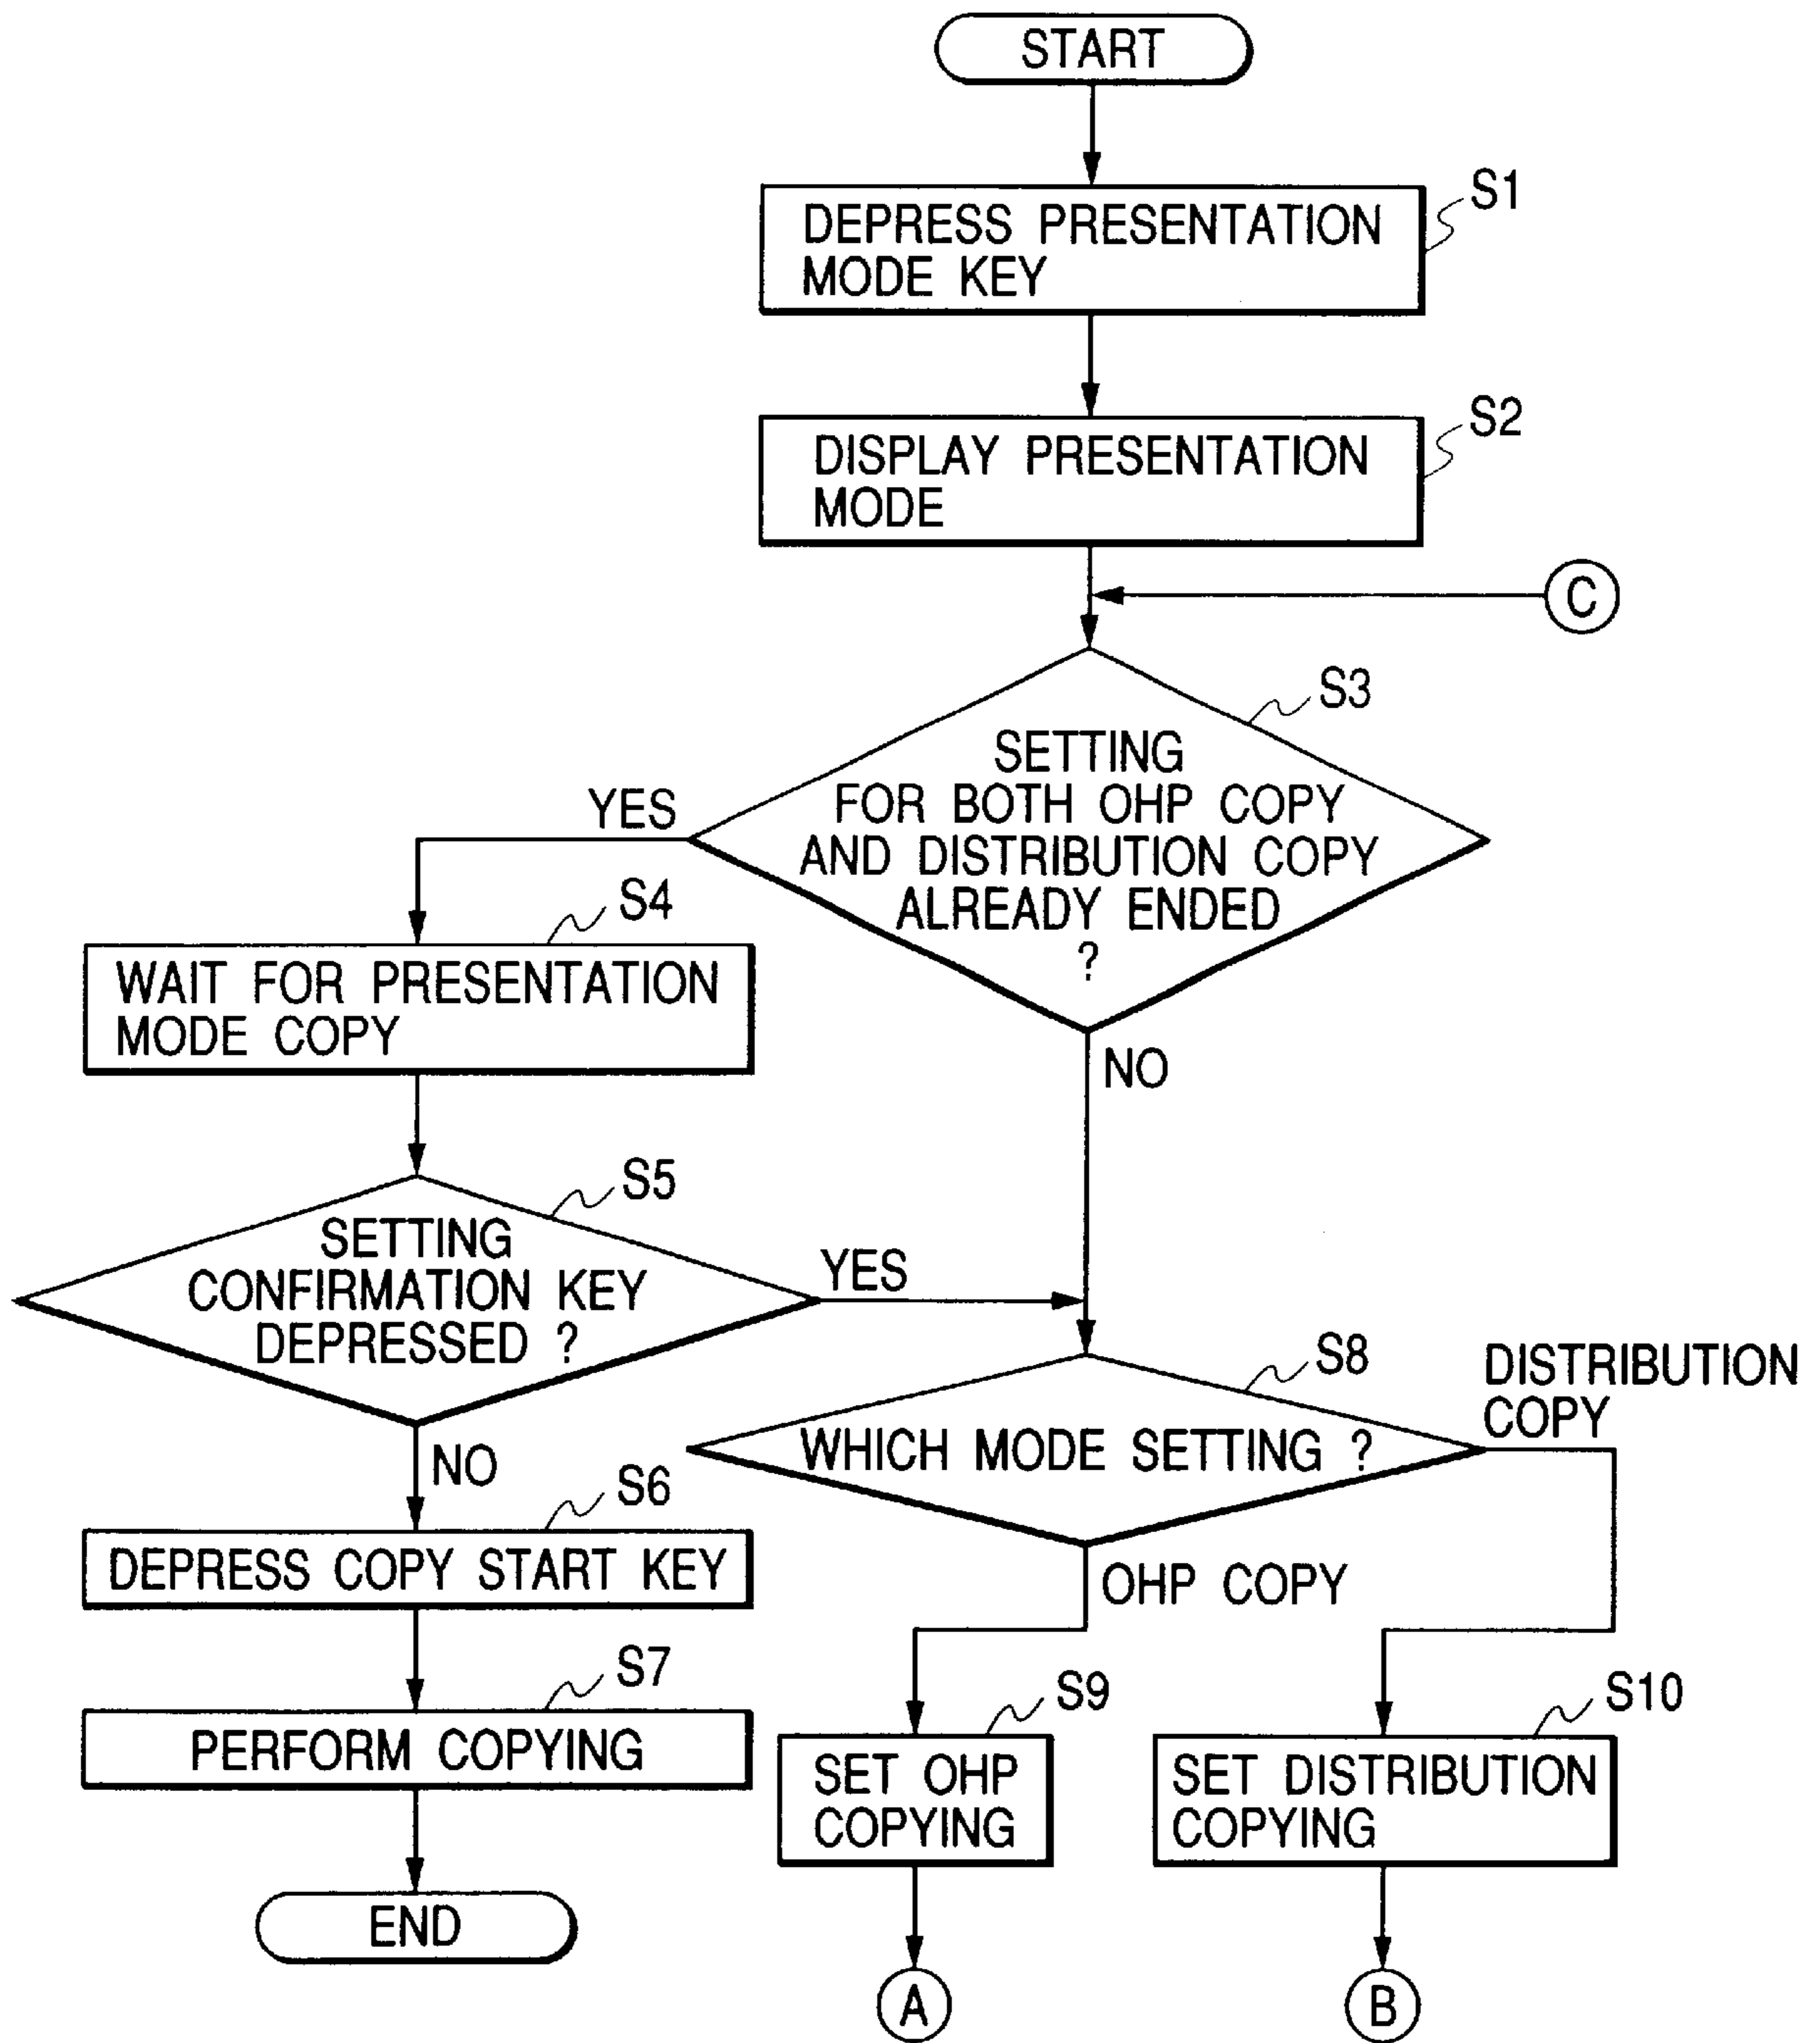 START
S1
DEPRESS PRESENTATION
MODE KEY
S2
DISPLAY PRESENTATION
MODE
C
S3
SETTING
FOR BOTH OHP COPY
AND DISTRIBUTION COPY
ALREADY ENDED
?
YES
NO
S4
WAIT FOR PRESENTATION
MODE COPY
S5
SETTING
CONFIRMATION KEY
DEPRESSED ?
YES
NO
S6
DEPRESS COPY START KEY
S7
PERFORM COPYING
END
S8
WHICH MODE SETTING ?
DISTRIBUTION
COPY
OHP COPY
S9
SET OHP
COPYING
A
S10
SET DISTRIBUTION
COPYING
B